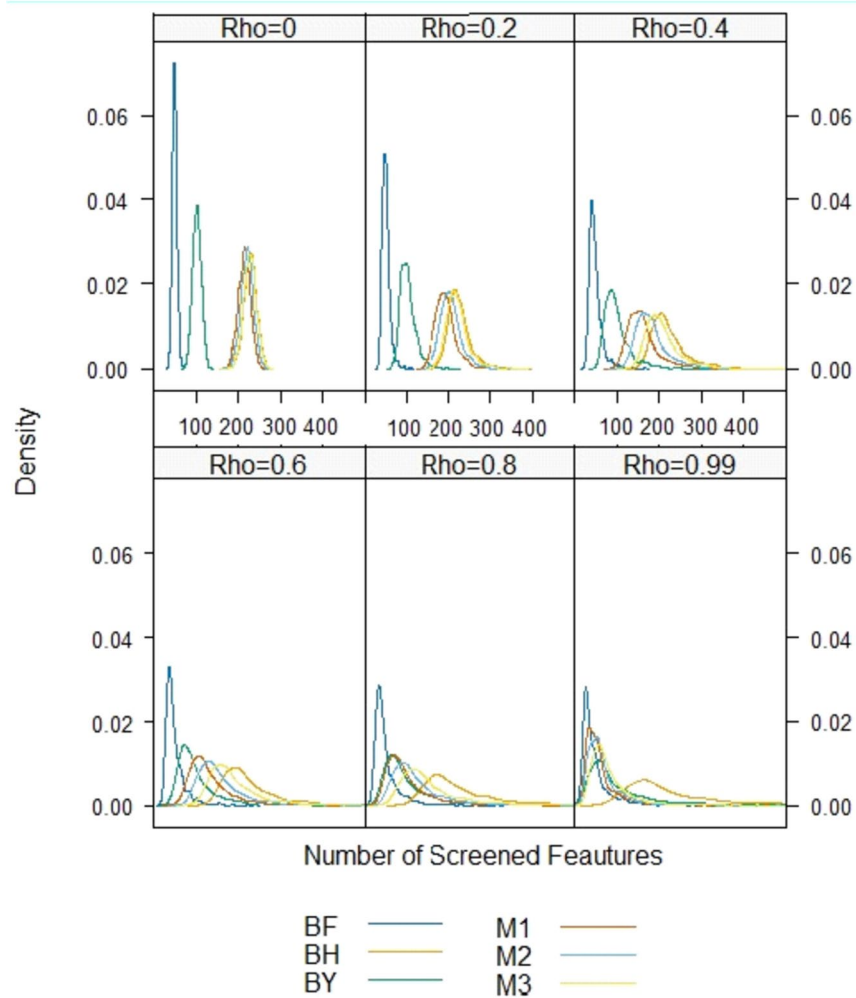 Rho=0 Rho=0.2 Rho=0.4
0.06 0.06
0.04 0.04
0.02 0.02
0.00 0.00
100 200 300 400 100 200 300 400 100 200 300 400
Rho=0.6 Rho=0.8 Rho=0.99
0.06 0.06
0.04 0.04
0.02 0.02
0.00 0.00
Density
Number of Screened Feautures
BF M1
BH M2
BY M3